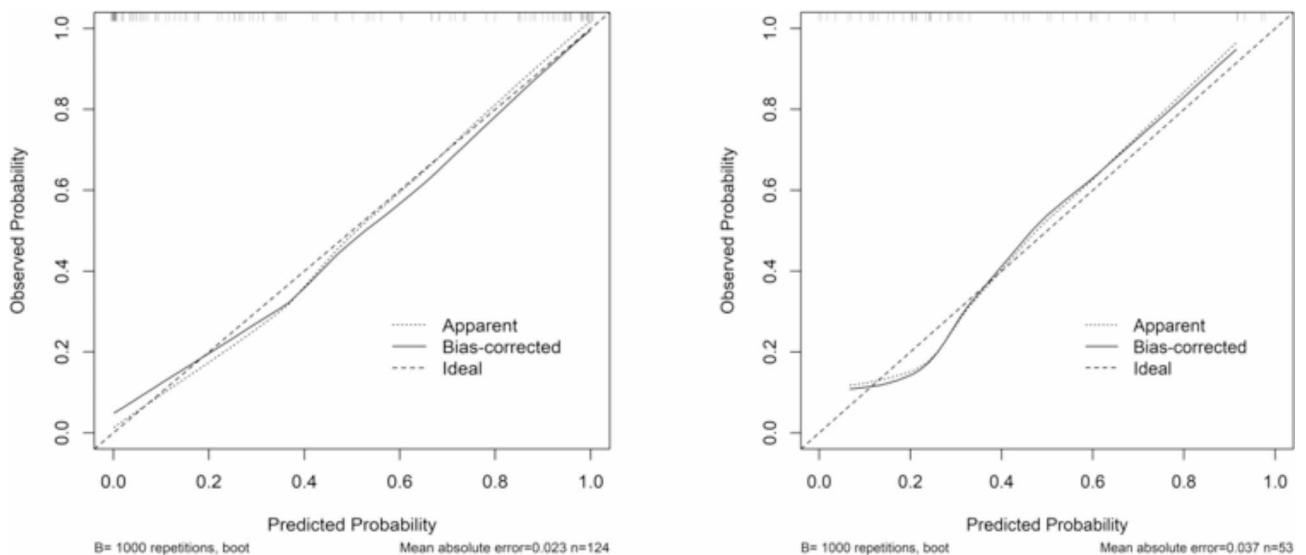 1.0
0.8
0.6
0.4
0.2
0.0
Observed Probability
Apparent
Bias-corrected
Ideal
0.0 0.2 0.4 0.6 0.8 1.0
Predicted Probability
B= 1000 repetitions, boot Mean absolute error=0.023 n=124
1.0
0.8
0.6
0.4
0.2
0.0
Observed Probability
Apparent
Bias-corrected
Ideal
0.0 0.2 0.4 0.6 0.8 1.0
Predicted Probability
B= 1000 repetitions, boot Mean absolute error=0.037 n=53